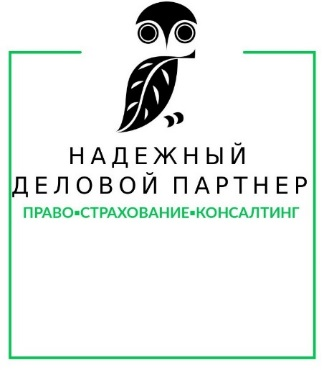 НАДЕЖНЫЙ
ДЕЛОВОЙ ПАРТНЕР
ПРАВО▪СТРАХОВАНИЕ▪КОНСАЛТИНГ